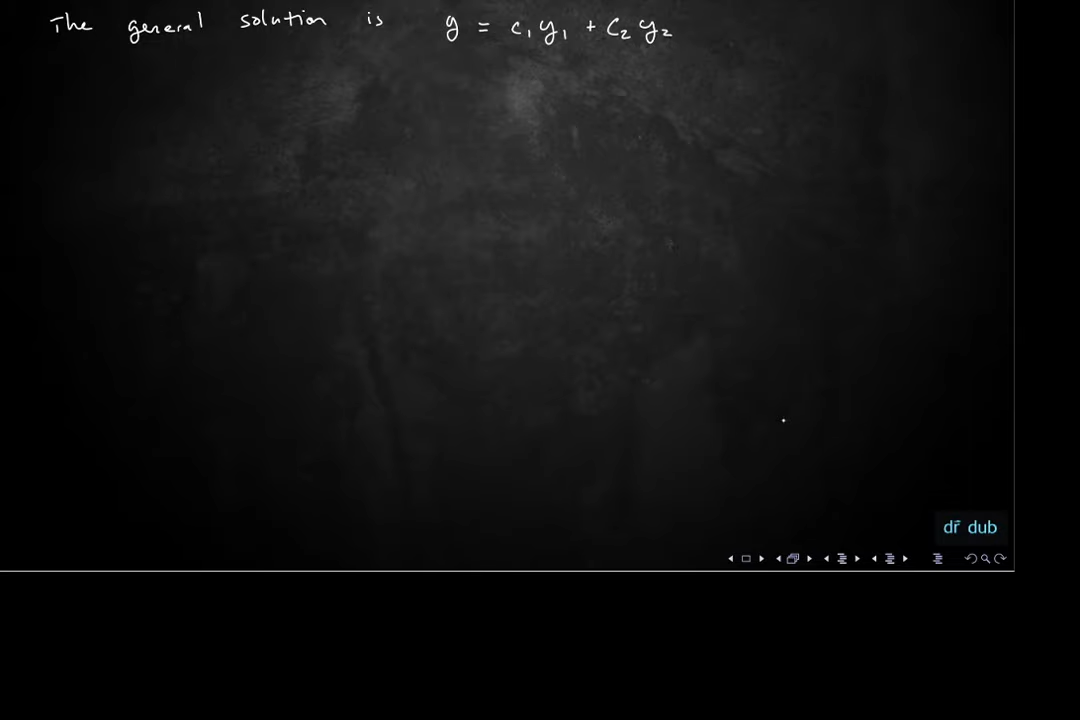 The general solution is y = c₁y₁ + c₂y₂
dr̄ dub